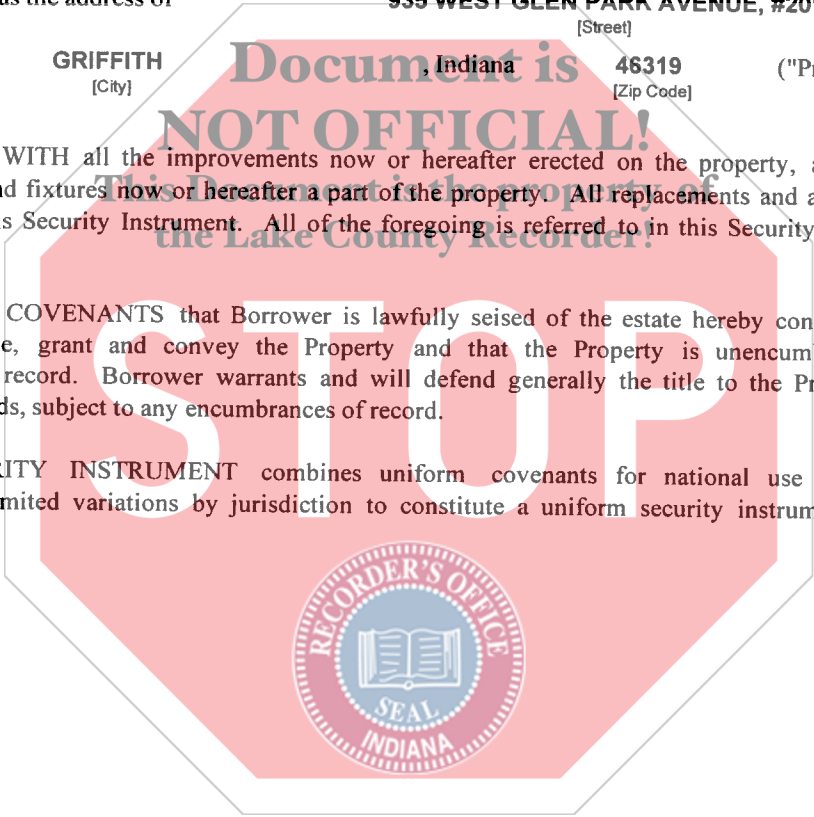 us the address of 935 WEST GLEN PARK AVENUE, #20
[Street]
GRIFFITH , Indiana 46319 ("Pr
[City] [Zip Code]
Document is
NOT OFFICIAL!
This Document is the property of
the Lake County Recorder!
WITH all the improvements now or hereafter erected on the property, a
nd fixtures now or hereafter a part of the property. All replacements and a
is Security Instrument. All of the foregoing is referred to in this Security
COVENANTS that Borrower is lawfully seised of the estate hereby con
e, grant and convey the Property and that the Property is unencum
record. Borrower warrants and will defend generally the title to the Pr
ds, subject to any encumbrances of record.
RITY INSTRUMENT combines uniform covenants for national use
mited variations by jurisdiction to constitute a uniform security instrum
STOP
RECORDER'S OFFICE
SEAL
INDIANA